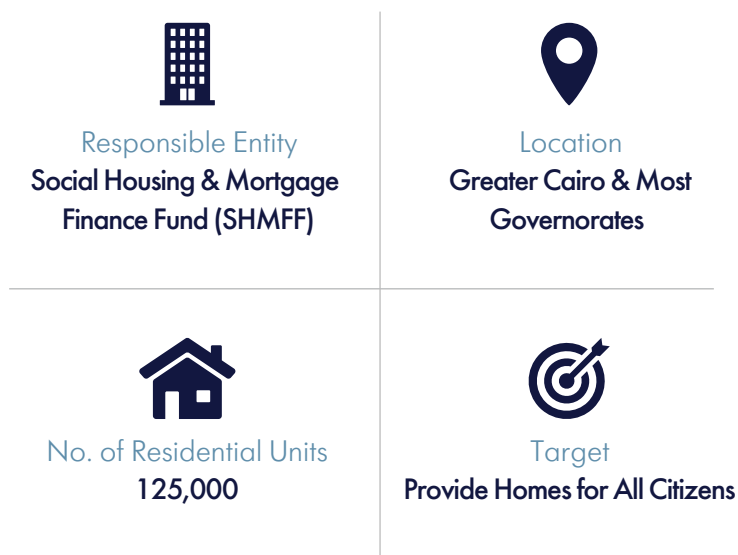 Responsible Entity
Social Housing & Mortgage
Finance Fund (SHMFF)
Location
Greater Cairo & Most
Governorates
No. of Residential Units
125,000
Target
Provide Homes for All Citizens